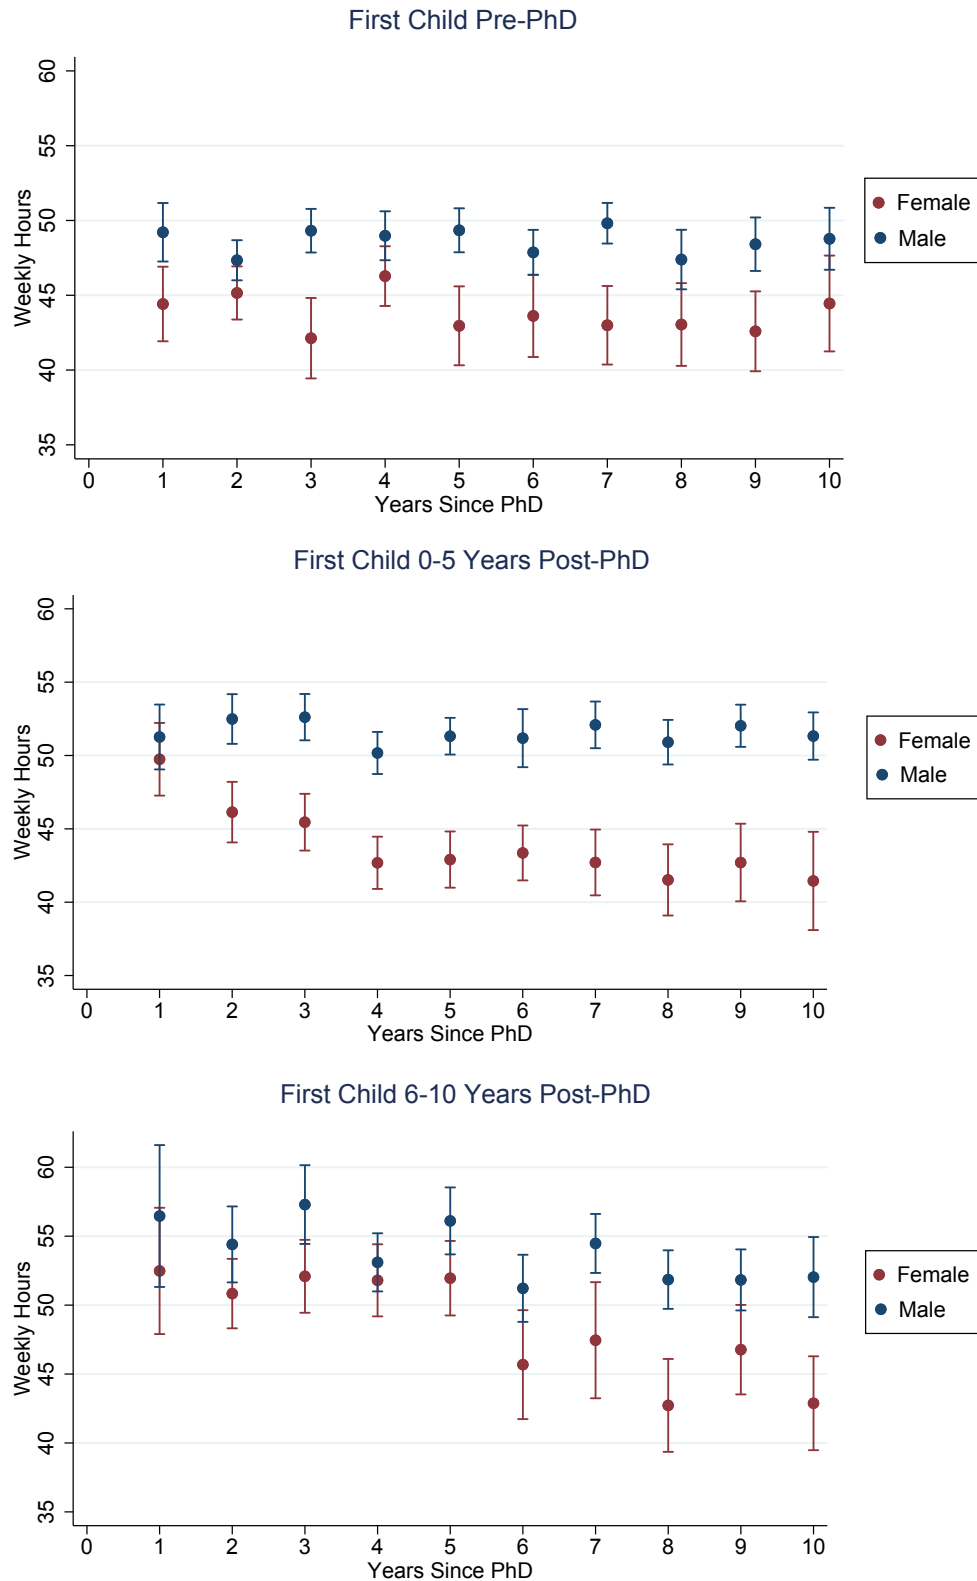 First Child Pre-PhD
60
55
50
45
40
35
Weekly Hours
0 1 2 3 4 5 6 7 8 9 10
Years Since PhD
Female
Male
First Child 0-5 Years Post-PhD
60
55
50
45
40
35
Weekly Hours
0 1 2 3 4 5 6 7 8 9 10
Years Since PhD
Female
Male
First Child 6-10 Years Post-PhD
60
55
50
45
40
35
Weekly Hours
0 1 2 3 4 5 6 7 8 9 10
Years Since PhD
Female
Male